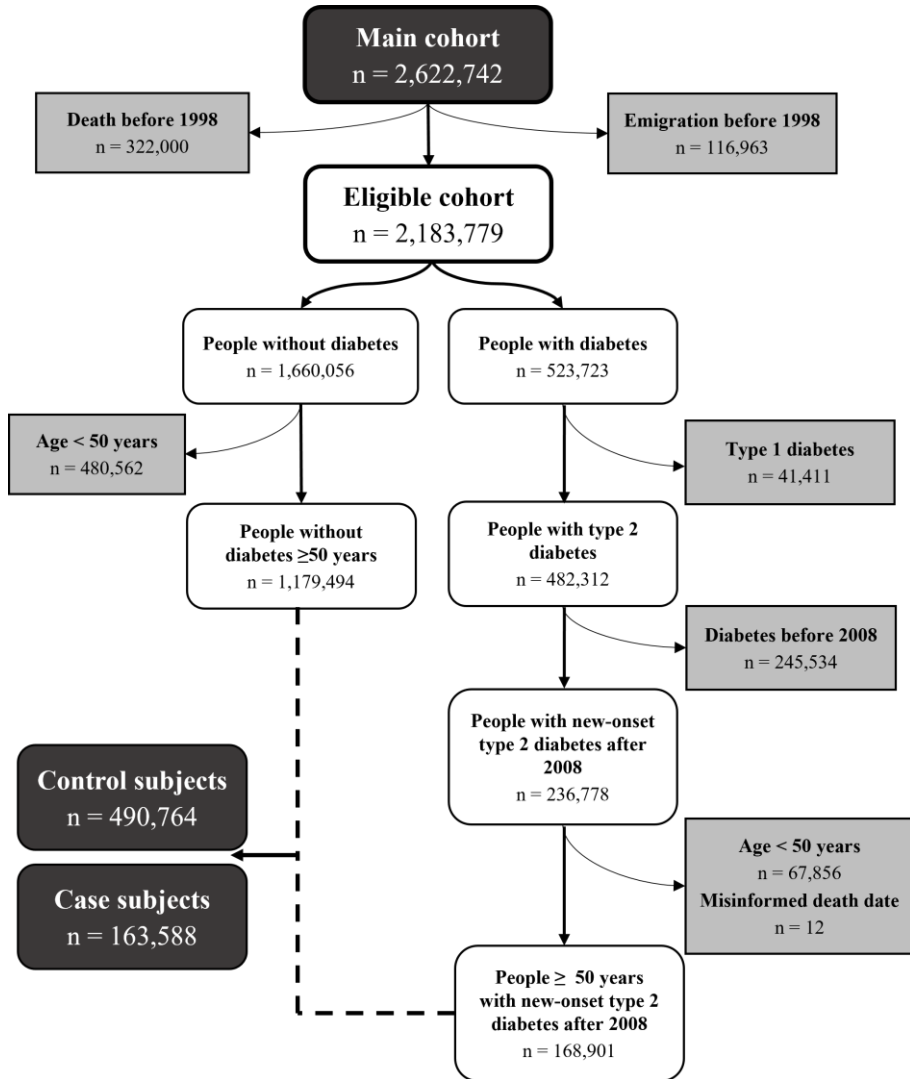 Main cohort
n = 2,622,742
Death before 1998
n = 322,000
Emigration before 1998
n = 116,963
Eligible cohort
n = 2,183,779
People without diabetes
n = 1,660,056
People with diabetes
n = 523,723
Age < 50 years
n = 480,562
Type 1 diabetes
n = 41,411
People without
diabetes ≥50 years
n = 1,179,494
People with type 2
diabetes
n = 482,312
Diabetes before 2008
n = 245,534
People with new-onset
type 2 diabetes after
2008
n = 236,778
Control subjects
n = 490,764
Case subjects
n = 163,588
Age < 50 years
n = 67,856
Misinformed death date
n = 12
People ≥ 50 years
with new-onset type 2
diabetes after 2008
n = 168,901